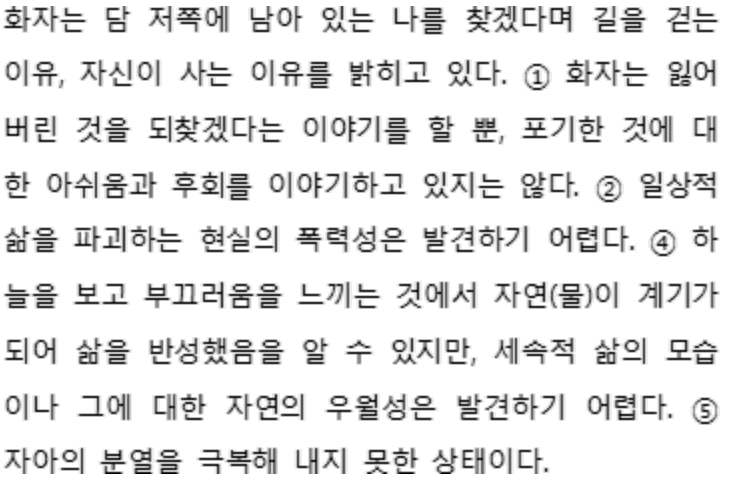 화자는 담 저쪽에 남아 있는 나를 찾겠다며 길을 걷는
이유, 자신이 사는 이유를 밝히고 있다. ① 화자는 잃어
버린 것을 되찾겠다는 이야기를 할 뿐, 포기한 것에 대
한 아쉬움과 후회를 이야기하고 있지는 않다. ② 일상적
삶을 파괴하는 현실의 폭력성은 발견하기 어렵다. ④ 하
늘을 보고 부끄러움을 느끼는 것에서 자연(물)이 계기가
되어 삶을 반성했음을 알 수 있지만, 세속적 삶의 모습
이나 그에 대한 자연의 우월성은 발견하기 어렵다. ⑤
자아의 분열을 극복해 내지 못한 상태이다.